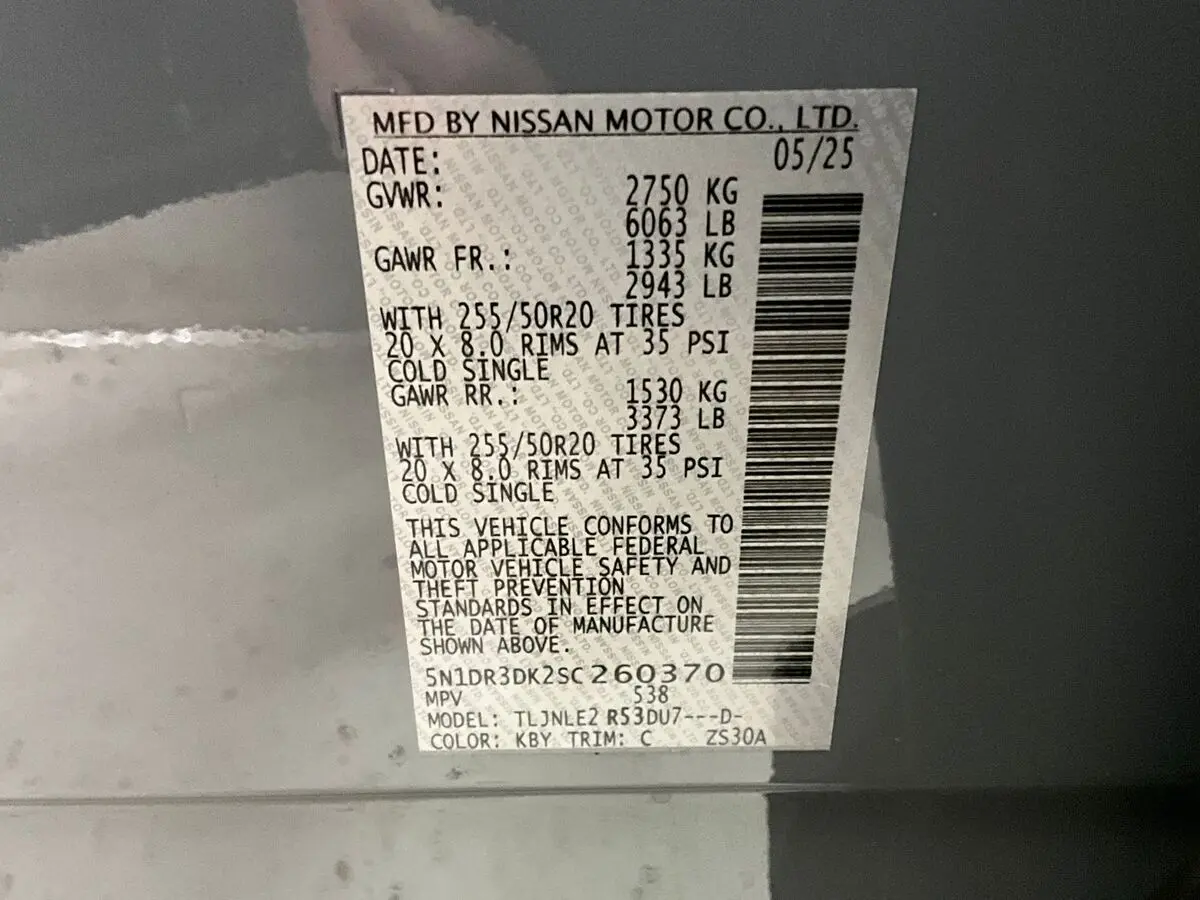 MFD BY NISSAN MOTOR CO., LTD.
DATE: 05/25
GVWR: 2750 KG
6063 LB
GAWR FR.: 1335 KG
2943 LB
WITH 255/50R20 TIRES
20 X 8.0 RIMS AT 35 PSI
COLD SINGLE
GAWR RR.: 1530 KG
3373 LB
WITH 255/50R20 TIRES
20 X 8.0 RIMS AT 35 PSI
COLD SINGLE
THIS VEHICLE CONFORMS TO
ALL APPLICABLE FEDERAL
MOTOR VEHICLE SAFETY AND
THEFT PREVENTION
STANDARDS IN EFFECT ON
THE DATE OF MANUFACTURE
SHOWN ABOVE.
5N1DR3DK2SC260370
MPV 538
MODEL: TLJNLE2 R53DU7---D-
COLOR: KBY TRIM: C ZS30A